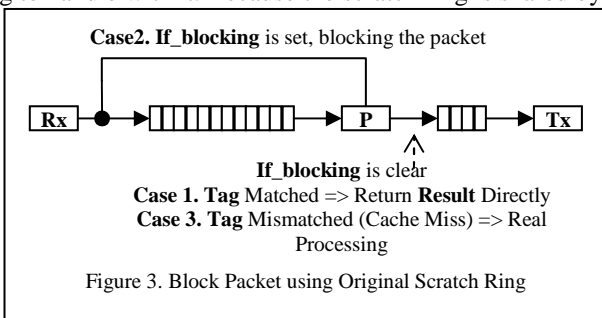 Case2. If_blocking is set, blocking the packet
Rx P Tx
If_blocking is clear
Case 1. Tag Matched => Return Result Directly
Case 3. Tag Mismatched (Cache Miss) => Real
Processing
Figure 3. Block Packet using Original Scratch Ring